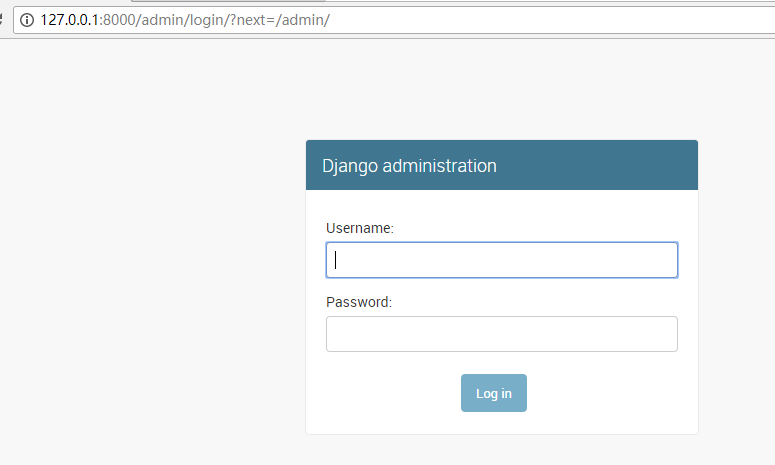 127.0.0.1:8000/admin/login/?next=/admin/
Django administration
Username:
Password:
Log in